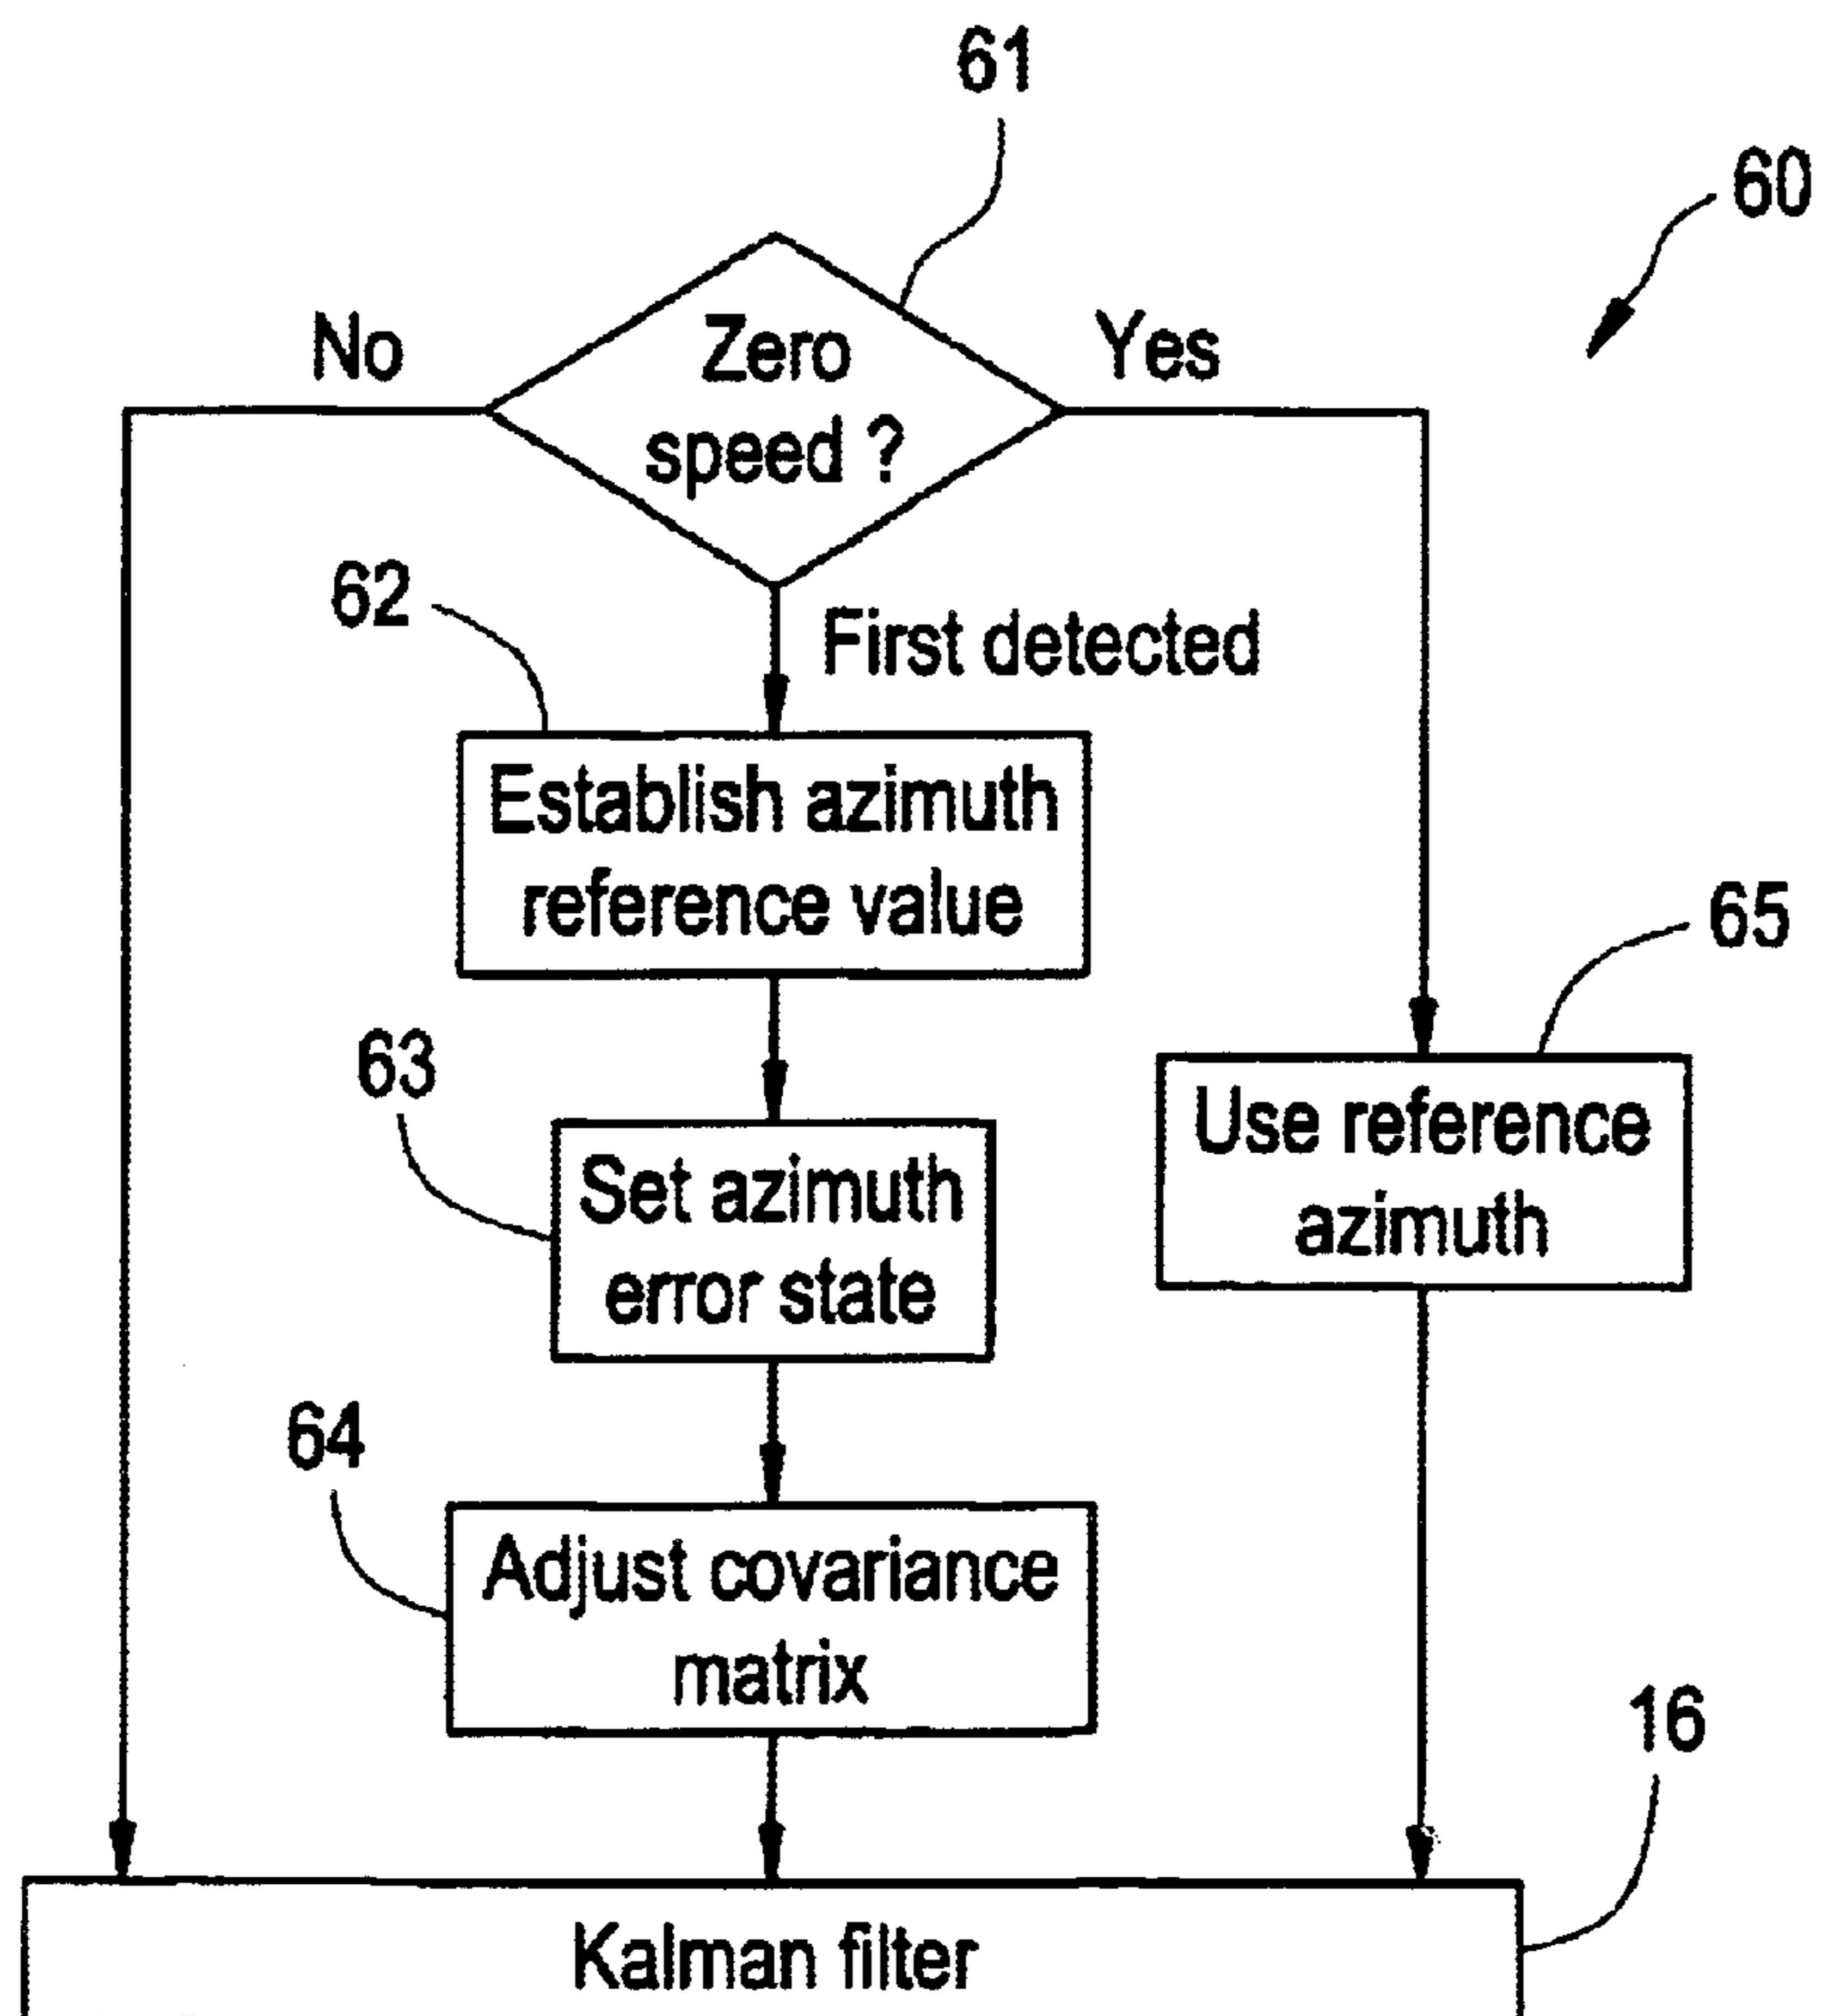 61
60
No
Zero
speed ?
Yes
62
First detected
Establish azimuth
reference value
65
63
Use reference
azimuth
Set azimuth
error state
64
Adjust covariance
matrix
16
Kalman filter